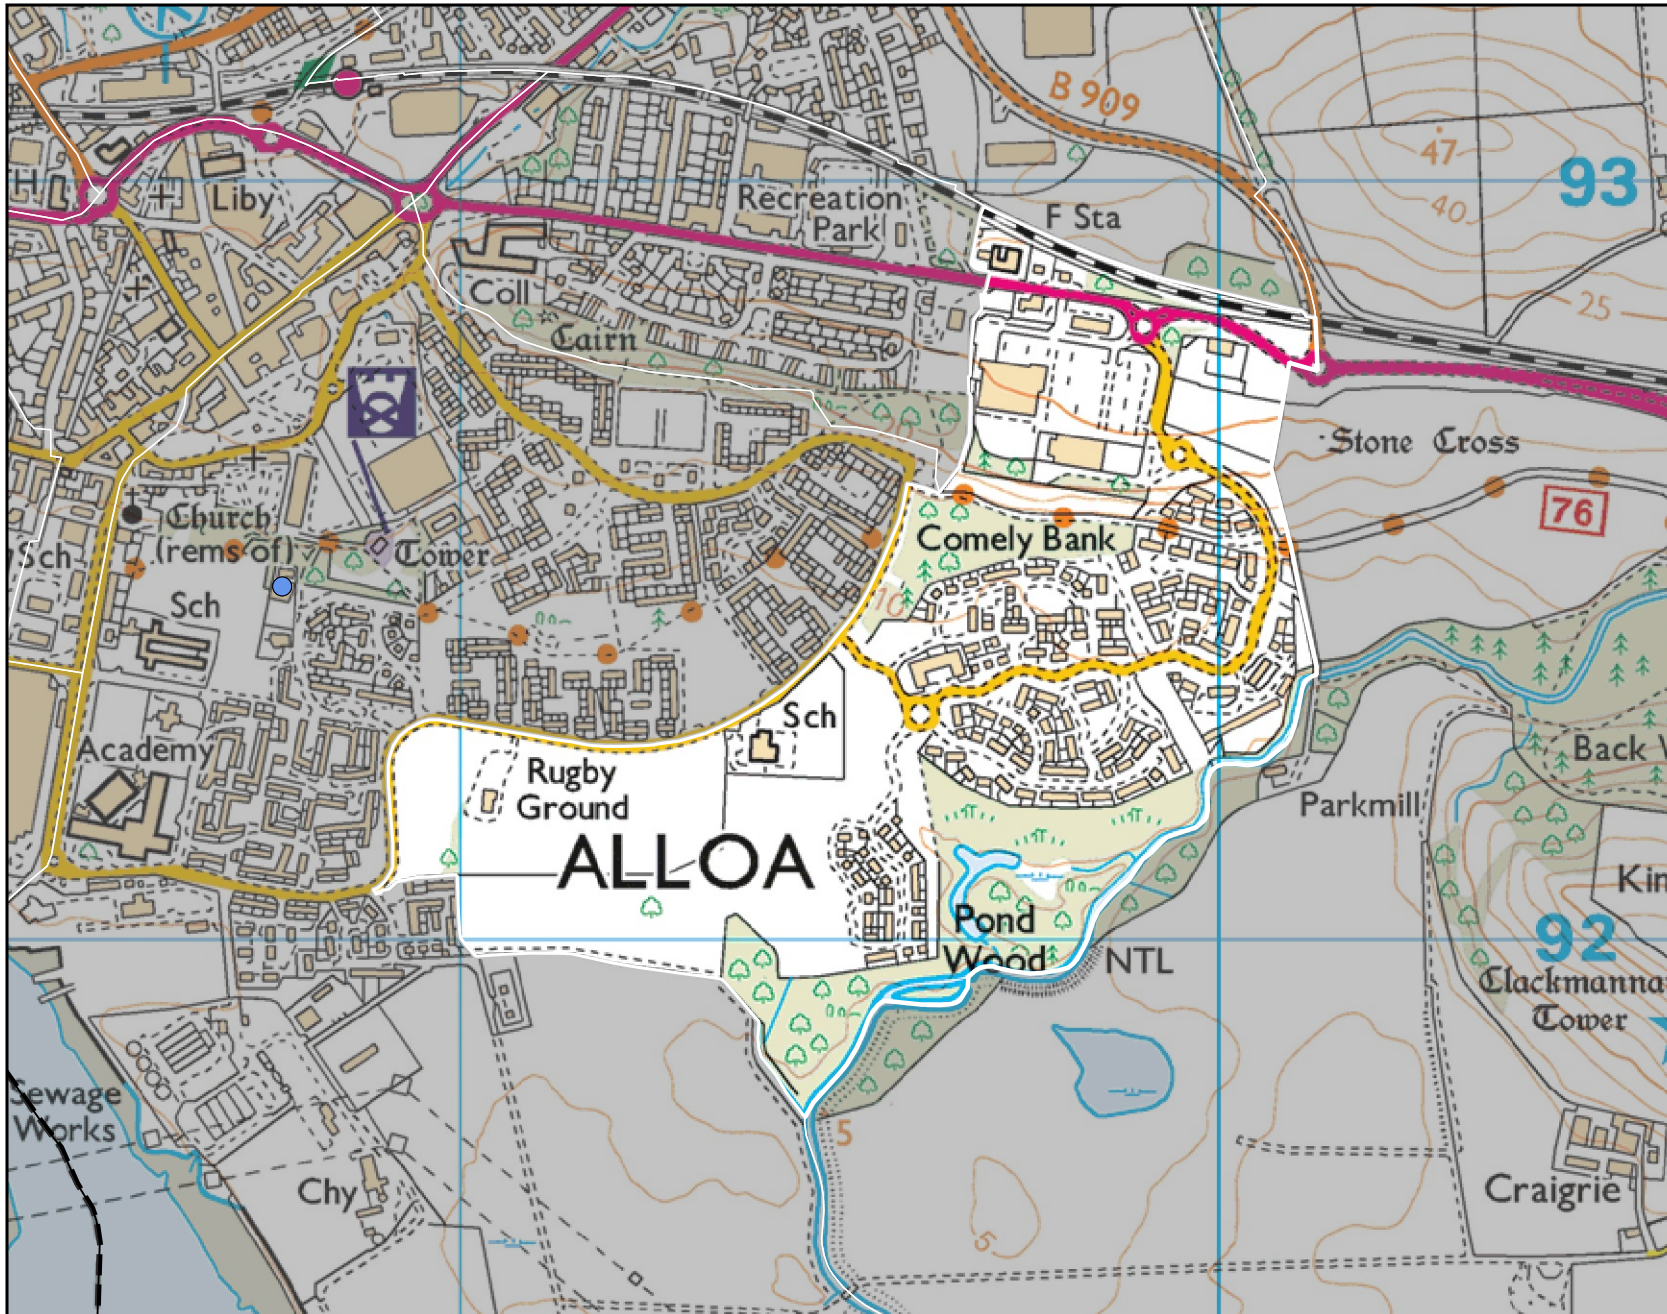 B 909
47
93
40
H
Liby
Recreation
Park
F Sta
25
Coll
Cairn
20
Stone Cross
76
Church
(rems of)
Tower
Comely Bank
Sch
Sch
10
Sch
Academy
Rugby
Ground
Back
Parkmill
ALLOA
Kin
Pond
Wood
NTL
92
Clackmanna
Tower
Sewage
Works
5
Chy
Craigrie
5